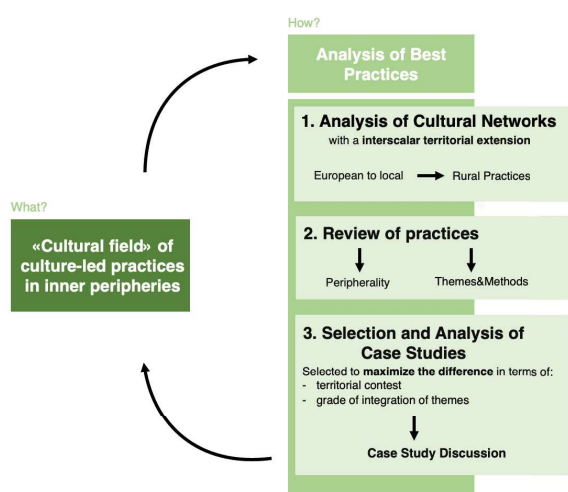 How?
Analysis of Best
Practices
1. Analysis of Cultural Networks
with a interscalar territorial extension
European to local
Rural Practices
What?
«Cultural field» of
culture-led practices
in inner peripheries
2. Review of practices
Peripherality
Themes&Methods
3. Selection and Analysis of
Case Studies
Selected to maximize the difference in terms of:
- territorial contest
- grade of integration of themes
Case Study Discussion